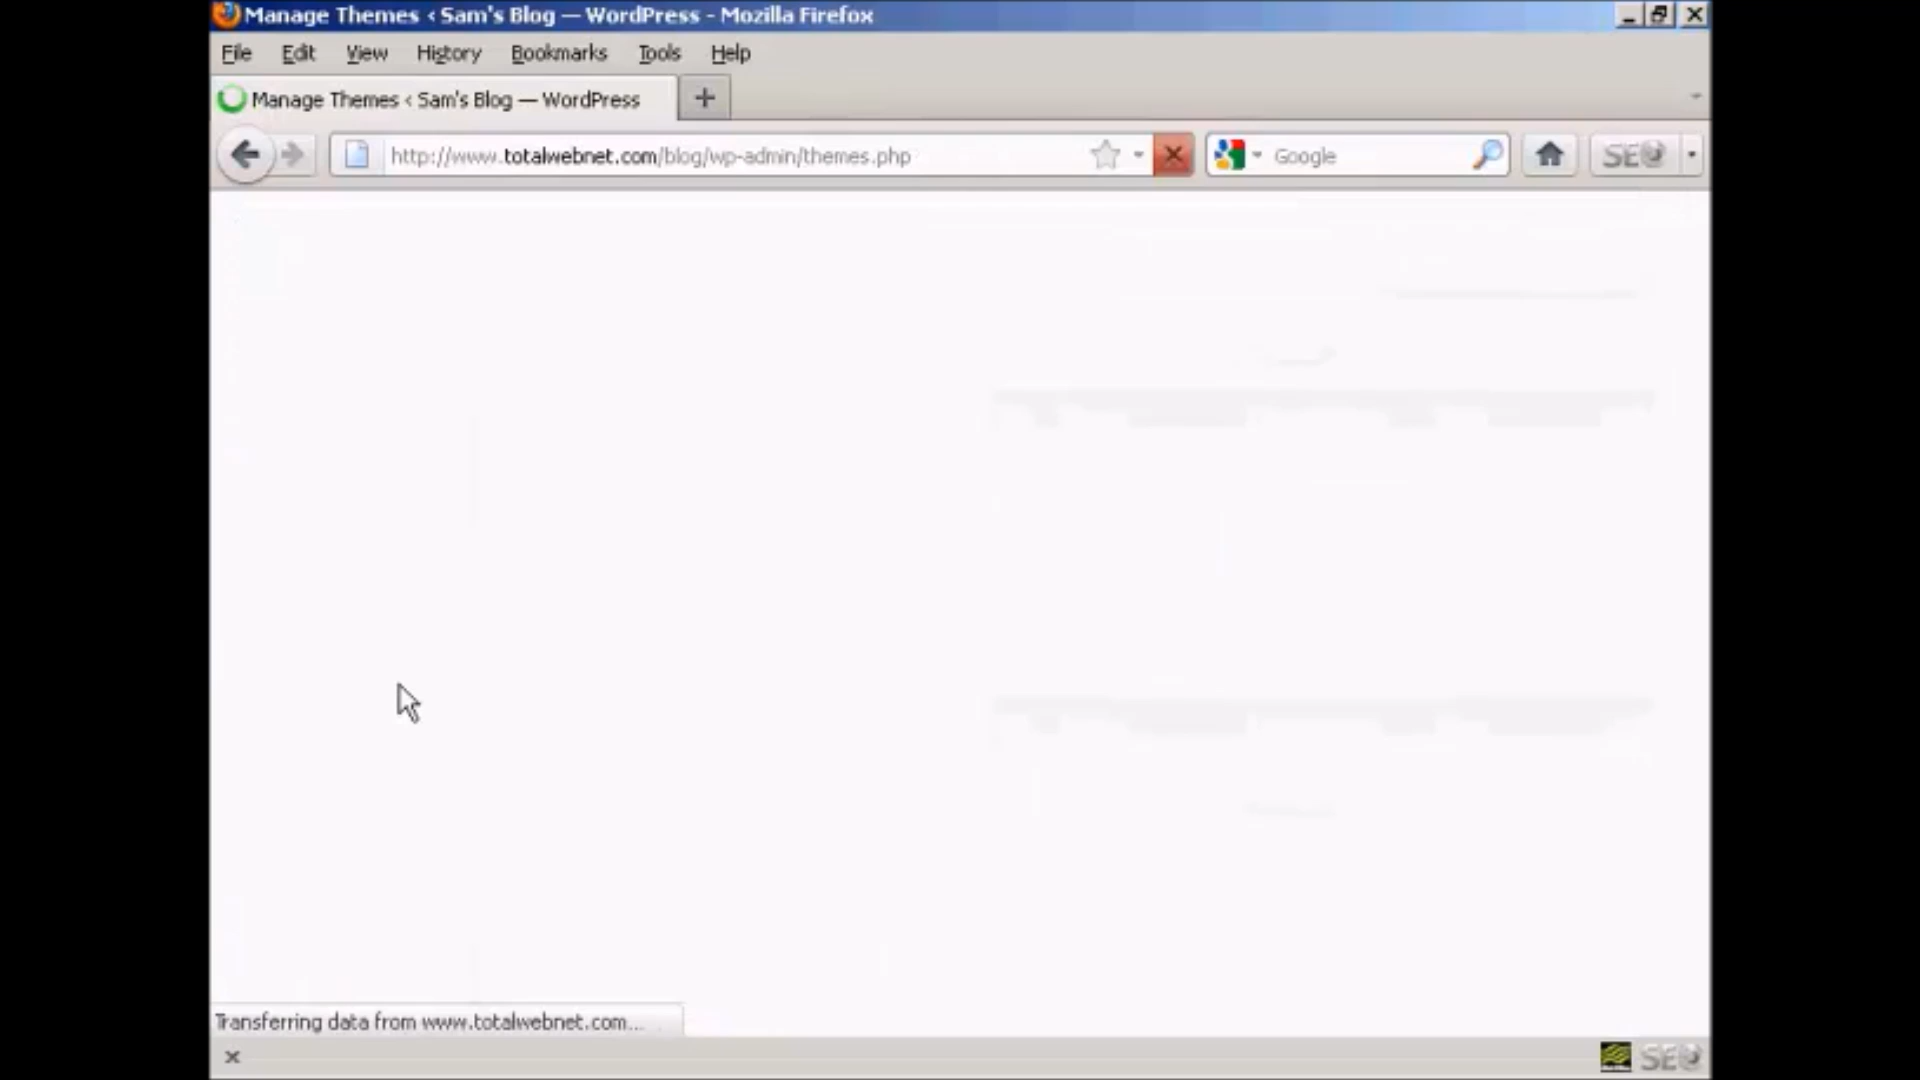 Manage Themes ‹ Sam's Blog — WordPress - Mozilla Firefox
File Edit View History Bookmarks Tools Help
Manage Themes ‹ Sam's Blog — WordPress
http://www.totalwebnet.com/blog/wp-admin/themes.php Google SEO
Transferring data from www.totalwebnet.com...
SEO